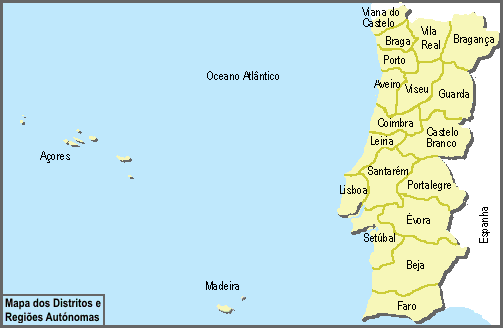 Viana do
Castelo
Braga
Vila
Real
Bragança
Porto
Oceano Atlântico
Aveiro
Viseu
Guarda
Coimbra
Castelo
Branco
Leiria
Açores
Santarém
Lisboa
Portalegre
Évora
Espanha
Setúbal
Beja
Madeira
Faro
Mapa dos Distritos e
Regiões Autónomas